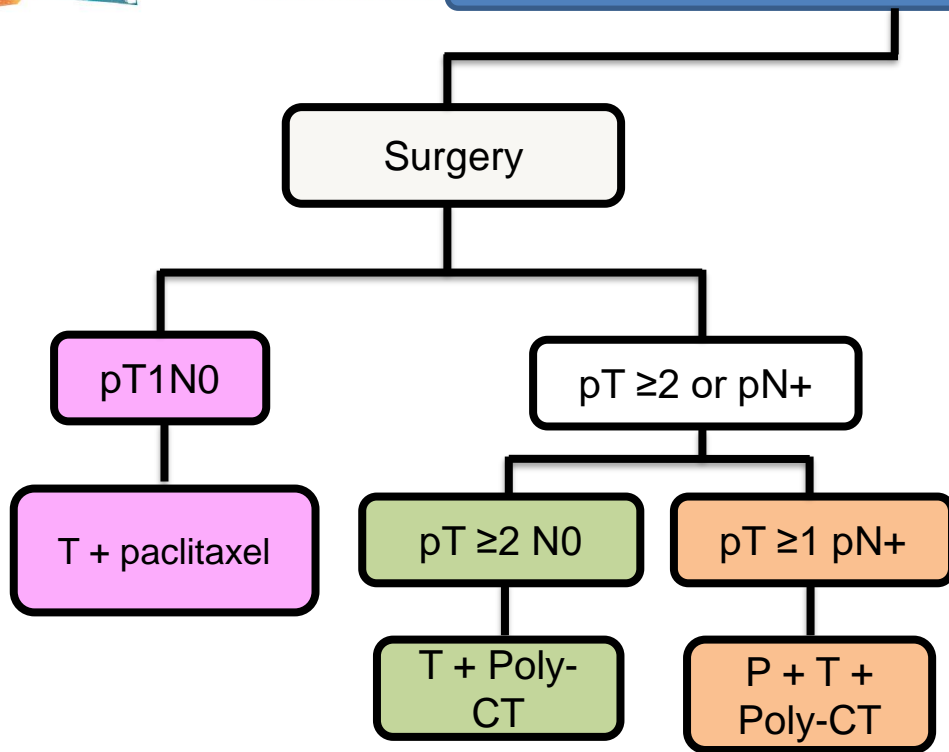 Surgery
pT1N0
pT ≥2 or pN+
T + paclitaxel
pT ≥2 N0
pT ≥1 pN+
T + Poly-
CT
P + T +
Poly-CT